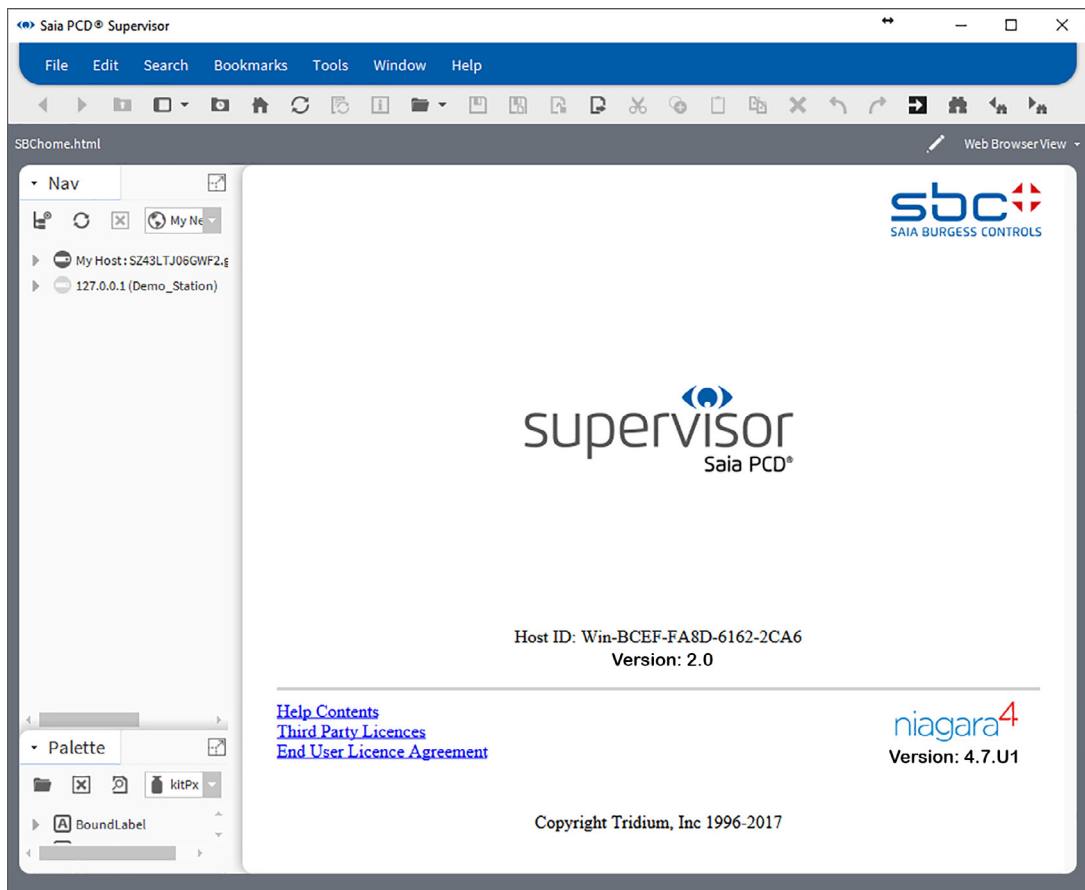 Saia PCD® Supervisor
File Edit Search Bookmarks Tools Window Help
SBChome.html
Web Browser View
Nav
My Ne
My Host : SZ43LTJ06GWF2.g
127.0.0.1 (Demo_Station)
sbc
SAIA BURGESS CONTROLS
supervisor
Saia PCD®
Host ID: Win-BCEF-FA8D-6162-2CA6
Version: 2.0
Help Contents
Third Party Licences
End User Licence Agreement
niagara4
Version: 4.7.U1
Copyright Tridium, Inc 1996-2017
Palette
kitPx
A BoundLabel